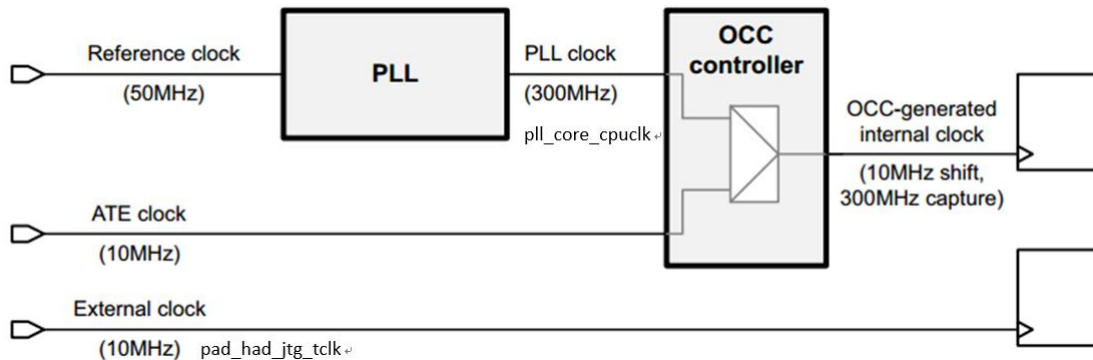 Reference clock
(50MHz)
PLL
PLL clock
(300MHz)
pll_core_cpuclk
OCC
controller
OCC-generated
internal clock
(10MHz shift,
300MHz capture)
ATE clock
(10MHz)
External clock
(10MHz) pad_had_jtg_tclk